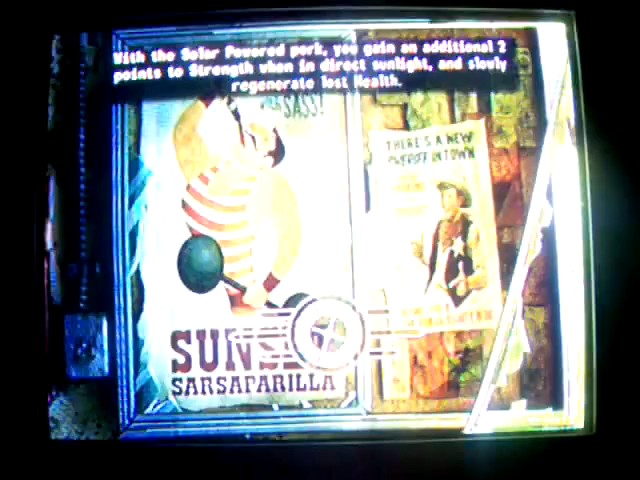 With the Solar Powered perk, you gain an additional 2
points to Strength when in direct sunlight, and slowly
regenerate lost Health.
SASS!
THERE'S A NEW
SHERIFF IN TOWN
SUNS
SARSAPARILLA